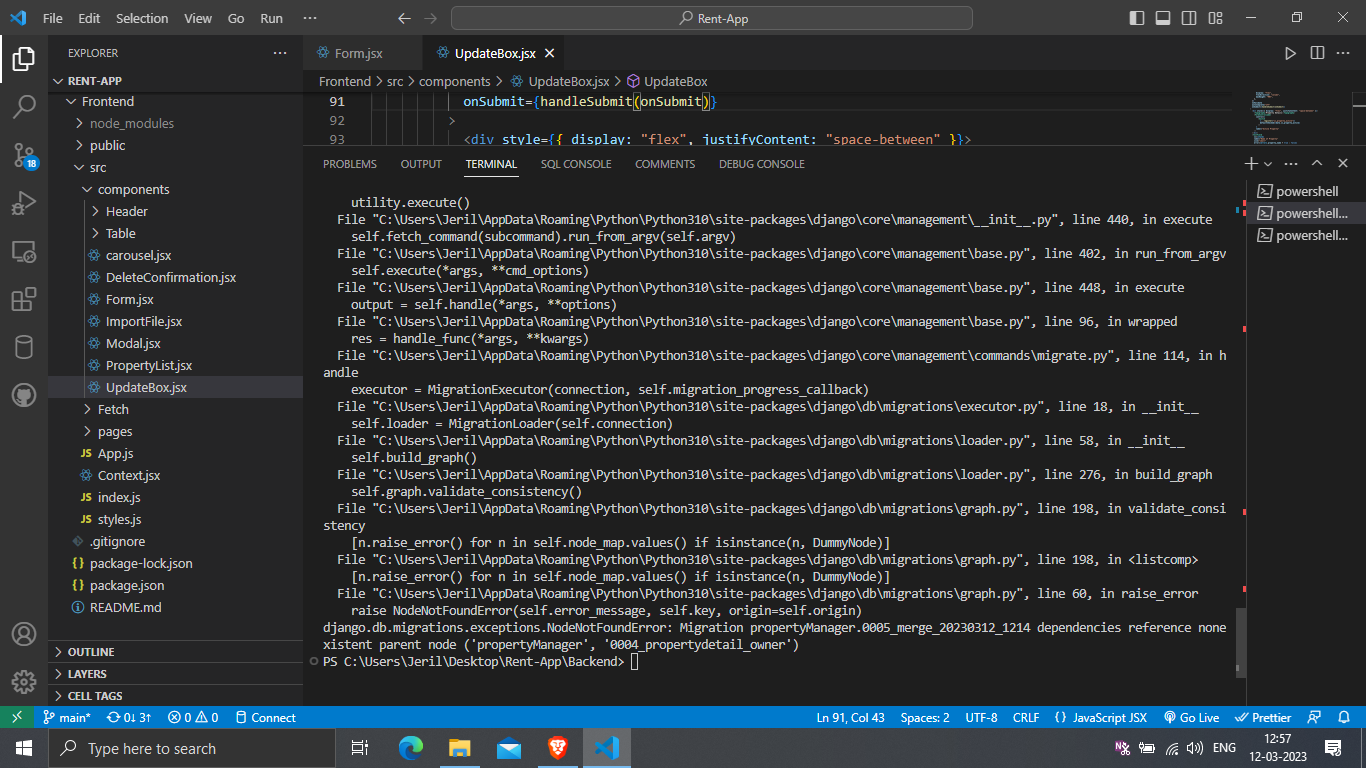 File Edit Selection View Go Run ···
Rent-App
EXPLORER
RENT-APP
Frontend
node_modules
public
src
components
Header
Table
carousel.jsx
DeleteConfirmation.jsx
Form.jsx
ImportFile.jsx
Modal.jsx
PropertyList.jsx
UpdateBox.jsx
Fetch
pages
JS App.js
Context.jsx
JS index.js
JS styles.js
.gitignore
{} package-lock.json
{} package.json
README.md
OUTLINE
LAYERS
CELL TAGS
18
Form.jsx
UpdateBox.jsx
Frontend > src > components > UpdateBox.jsx > UpdateBox
91 onSubmit={handleSubmit(onSubmit)}
92 >
93 <div style={{ display: "flex", justifyContent: "space-between" }}>
PROBLEMS OUTPUT TERMINAL SQL CONSOLE COMMENTS DEBUG CONSOLE
utility.execute()
File "C:\Users\Jeril\AppData\Roaming\Python\Python310\site-packages\django\core\management\__init__.py", line 440, in execute
self.fetch_command(subcommand).run_from_argv(self.argv)
File "C:\Users\Jeril\AppData\Roaming\Python\Python310\site-packages\django\core\management\base.py", line 402, in run_from_argv
self.execute(*args, **cmd_options)
File "C:\Users\Jeril\AppData\Roaming\Python\Python310\site-packages\django\core\management\base.py", line 448, in execute
output = self.handle(*args, **options)
File "C:\Users\Jeril\AppData\Roaming\Python\Python310\site-packages\django\core\management\base.py", line 96, in wrapped
res = handle_func(*args, **kwargs)
File "C:\Users\Jeril\AppData\Roaming\Python\Python310\site-packages\django\core\management\commands\migrate.py", line 114, in h
andle
executor = MigrationExecutor(connection, self.migration_progress_callback)
File "C:\Users\Jeril\AppData\Roaming\Python\Python310\site-packages\django\db\migrations\executor.py", line 18, in __init__
self.loader = MigrationLoader(self.connection)
File "C:\Users\Jeril\AppData\Roaming\Python\Python310\site-packages\django\db\migrations\loader.py", line 58, in __init__
self.build_graph()
File "C:\Users\Jeril\AppData\Roaming\Python\Python310\site-packages\django\db\migrations\loader.py", line 276, in build_graph
self.graph.validate_consistency()
File "C:\Users\Jeril\AppData\Roaming\Python\Python310\site-packages\django\db\migrations\graph.py", line 198, in validate_consi
stency
[n.raise_error() for n in self.node_map.values() if isinstance(n, DummyNode)]
File "C:\Users\Jeril\AppData\Roaming\Python\Python310\site-packages\django\db\migrations\graph.py", line 198, in <listcomp>
[n.raise_error() for n in self.node_map.values() if isinstance(n, DummyNode)]
File "C:\Users\Jeril\AppData\Roaming\Python\Python310\site-packages\django\db\migrations\graph.py", line 60, in raise_error
raise NodeNotFoundError(self.error_message, self.key, origin=self.origin)
django.db.migrations.exceptions.NodeNotFoundError: Migration propertyManager.0005_merge_20230312_1214 dependencies reference none
xistent parent node ('propertyManager', '0004_propertydetail_owner')
PS C:\Users\Jeril\Desktop\Rent-App\Backend>
powershell
powershell...
powershell...
main* 0↓ 3↑ 0 0 Connect
Ln 91, Col 43 Spaces: 2 UTF-8 CRLF {} JavaScript JSX Go Live Prettier
Type here to search
ENG
12:57
12-03-2023